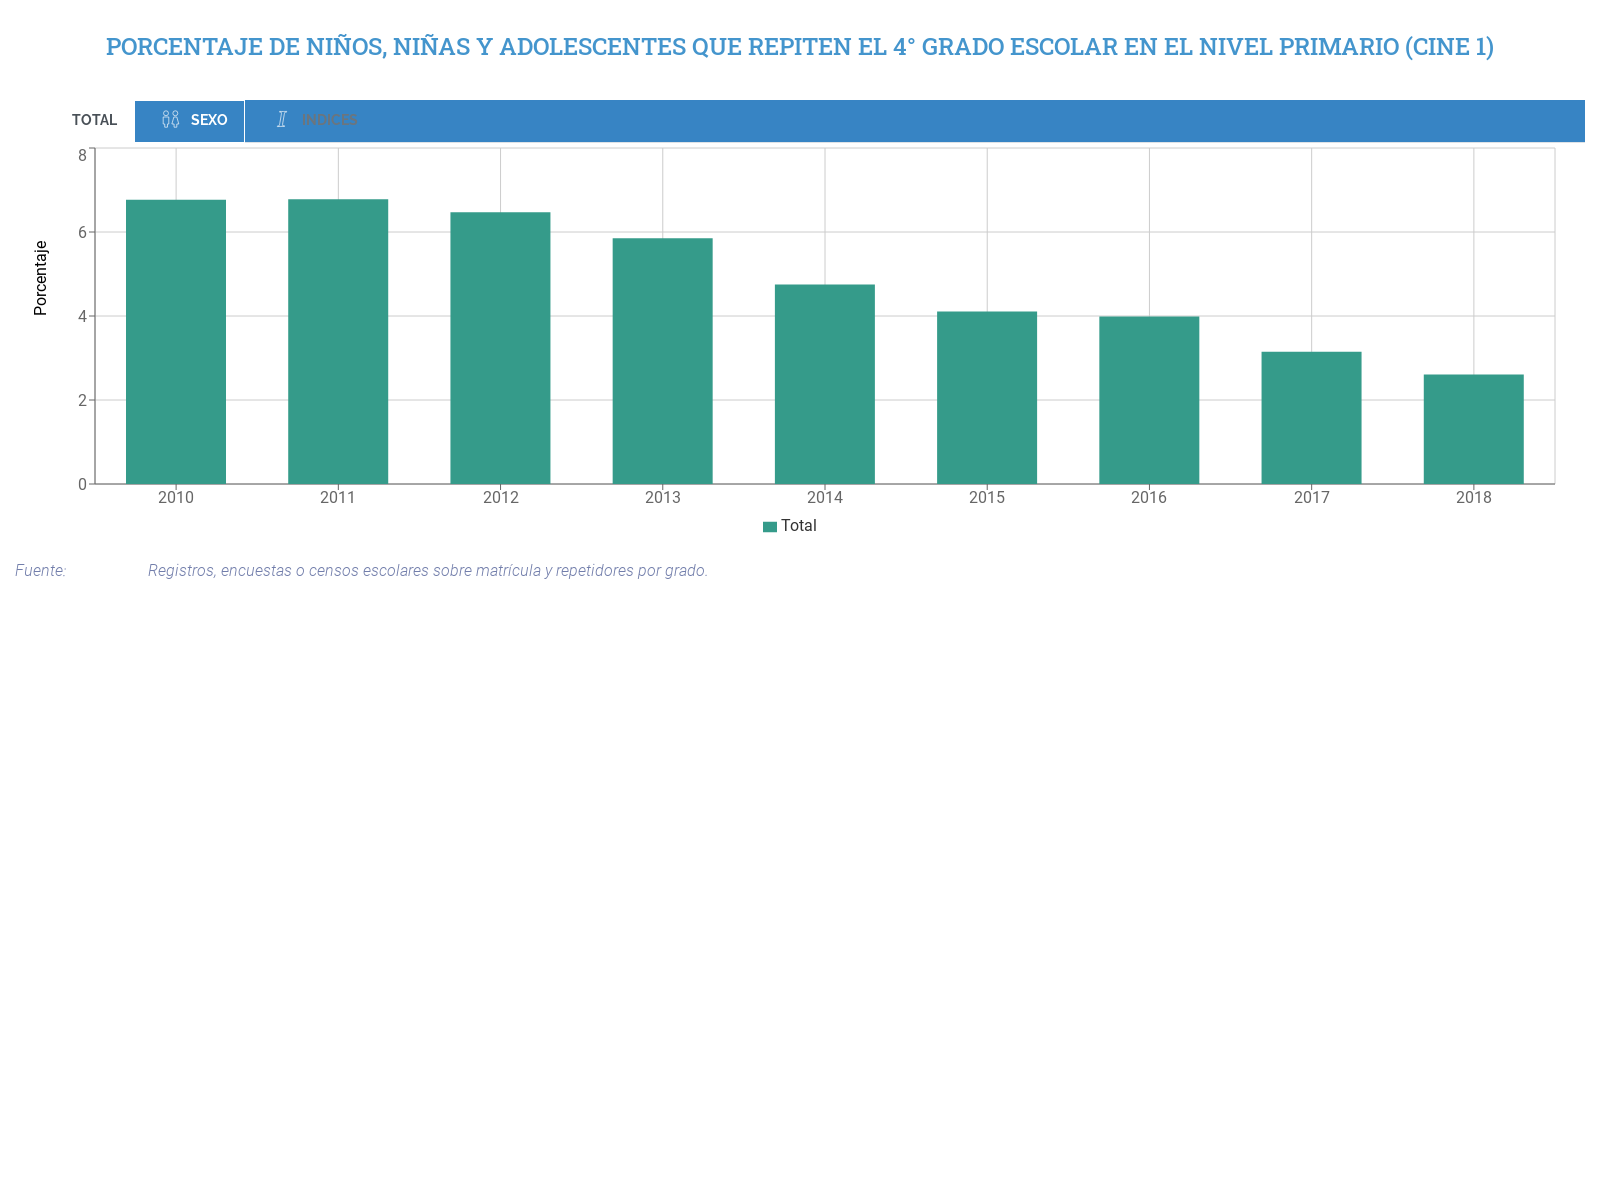 PORCENTAJE DE NIÑOS, NIÑAS Y ADOLESCENTES QUE REPITEN EL 4° GRADO ESCOLAR EN EL NIVEL PRIMARIO (CINE 1)
TOTAL SEXO INDICES
8
6
4
2
0
Porcentaje
2010 2011 2012 2013 2014 2015 2016 2017 2018
Total
Fuente: Registros, encuestas o censos escolares sobre matrícula y repetidores por grado.